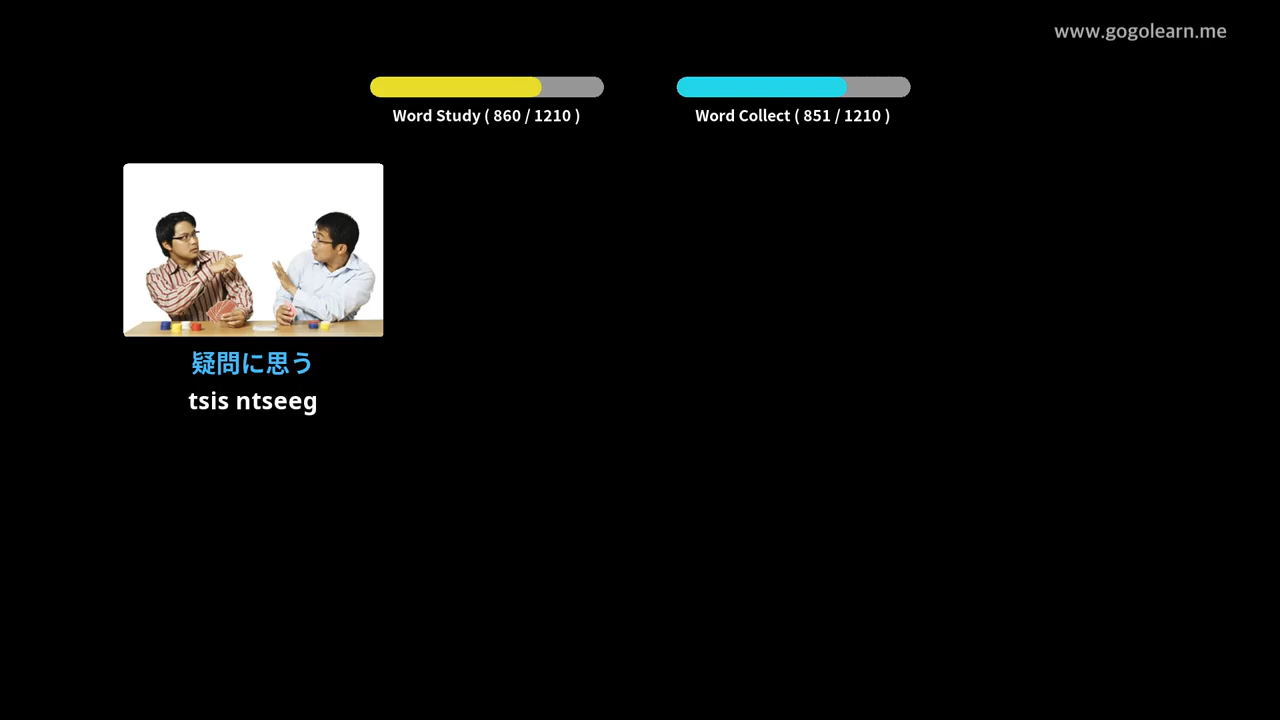 www.gogolearn.me
Word Study ( 860 / 1210 )
Word Collect ( 851 / 1210 )
疑問に思う
tsis ntseeg